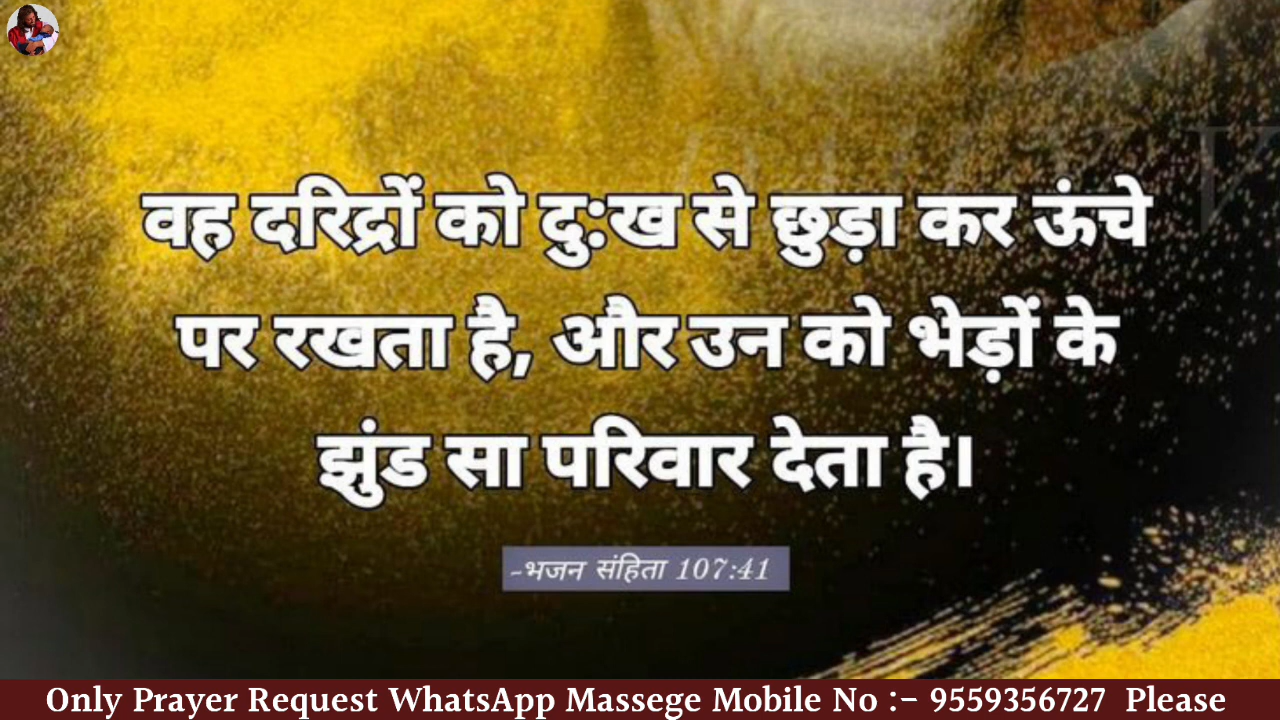 वह दरिद्रों को दु:ख से छुड़ा कर ऊंचे
पर रखता है, और उन को भेड़ों के
झुंड सा परिवार देता है।
-भजन संहिता 107:41
Only Prayer Request WhatsApp Massege Mobile No :- 9559356727 Please